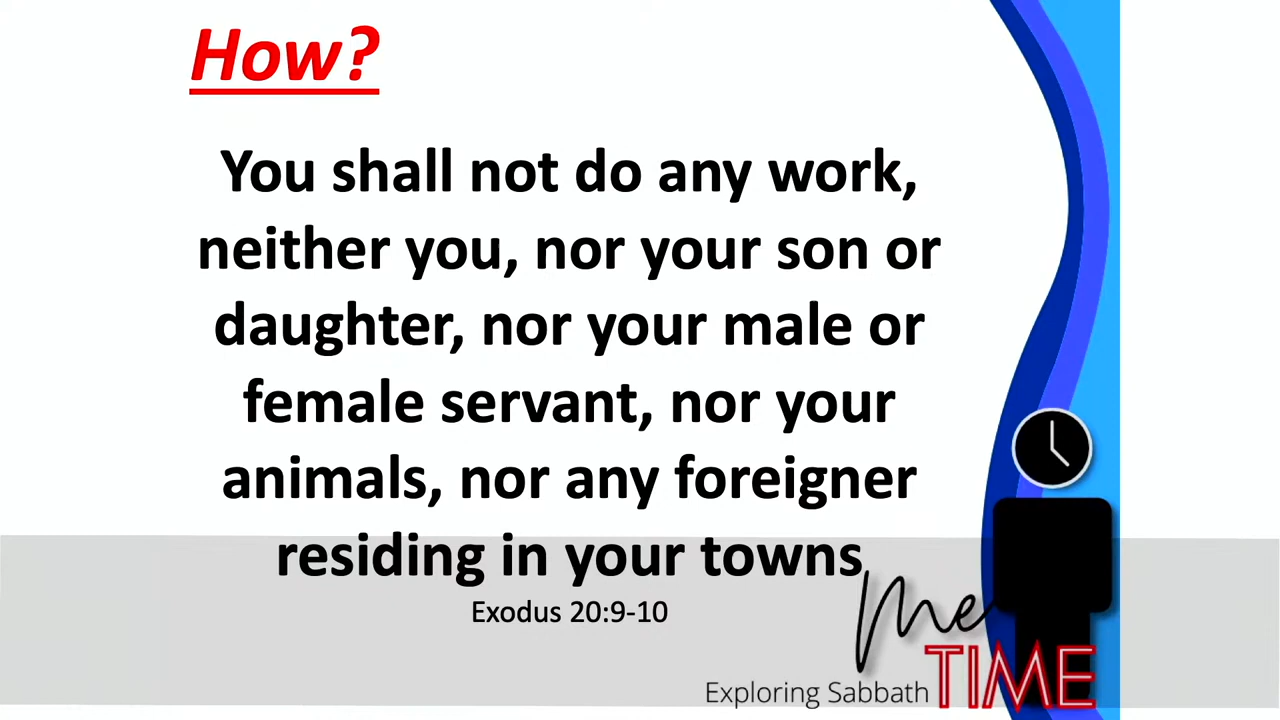 How?
You shall not do any work,
neither you, nor your son or
daughter, nor your male or
female servant, nor your
animals, nor any foreigner
residing in your towns
Exodus 20:9-10
Me
TIME
Exploring Sabbath